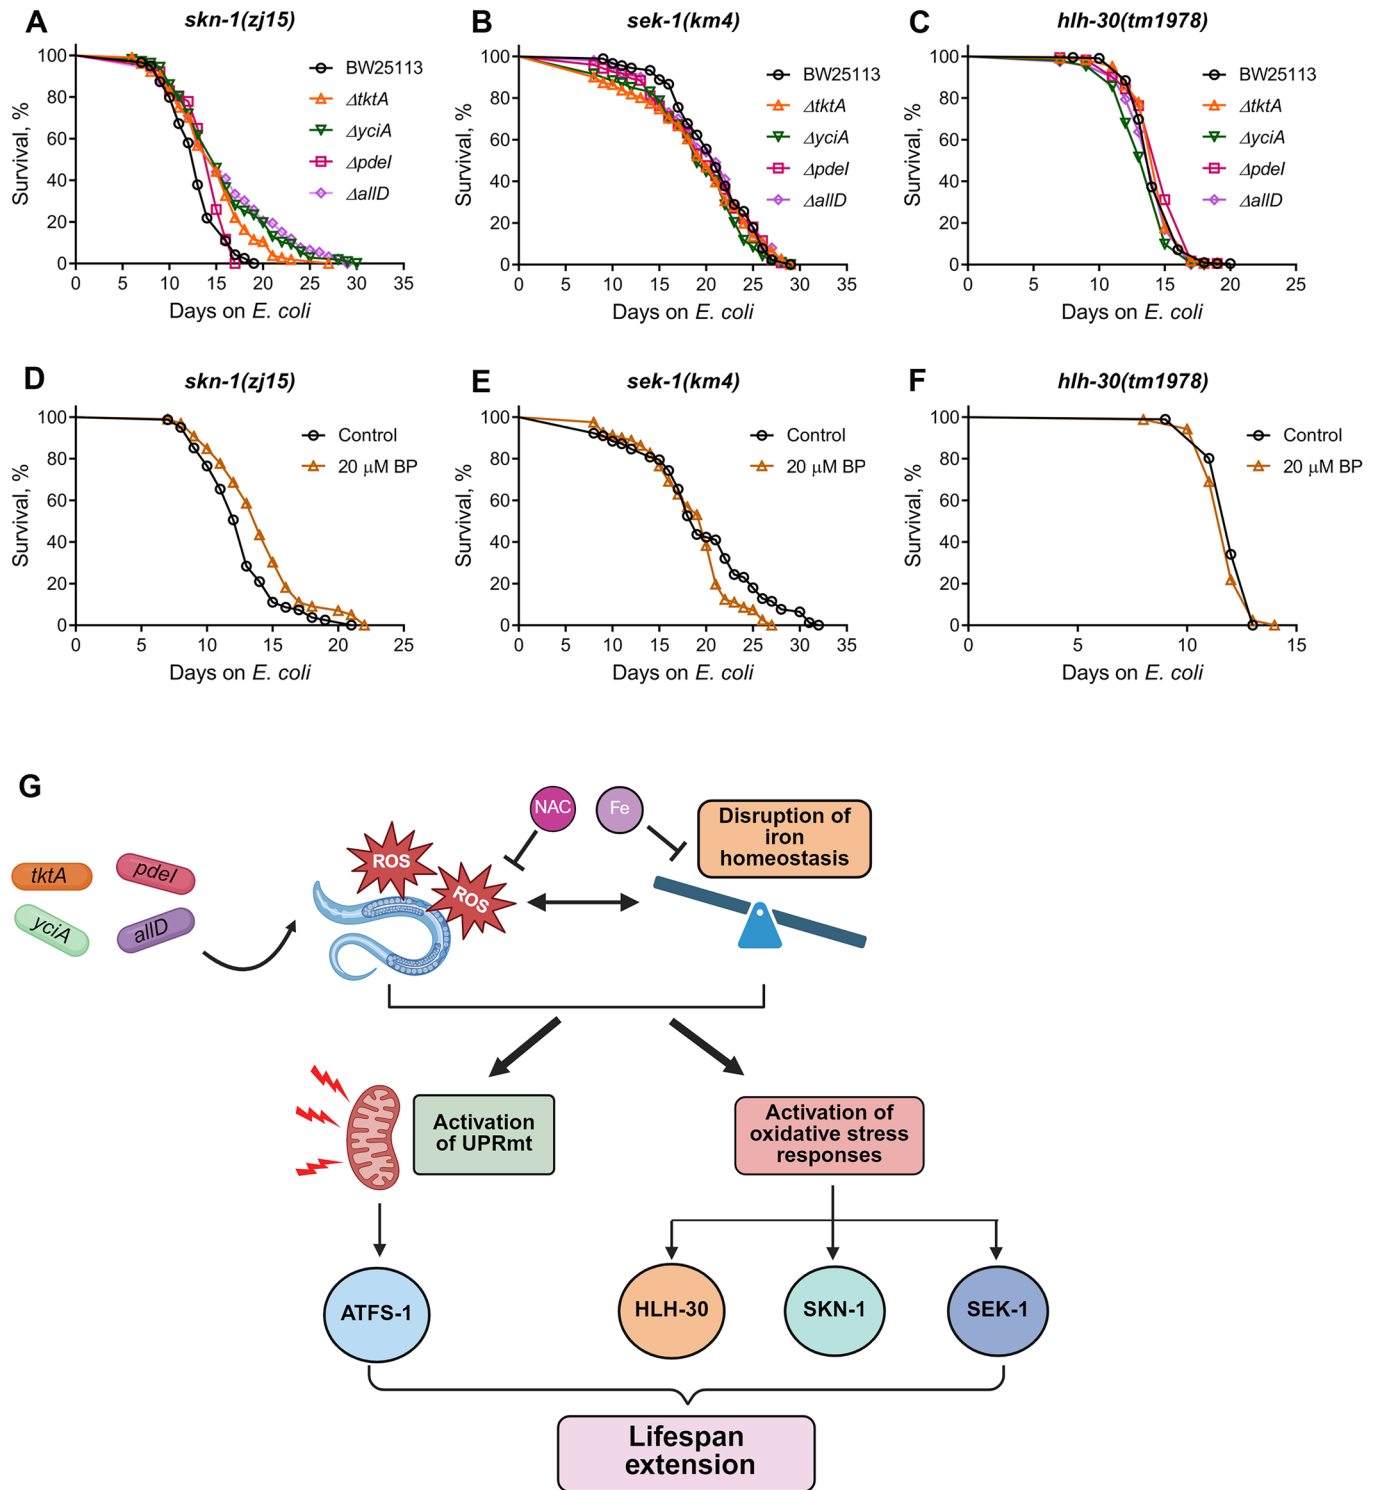 A
skn-1(zj15)
Survival, %
100
80
60
40
20
0
0 5 10 15 20 25 30 35
Days on E. coli
BW25113
ΔtktA
ΔyciA
ΔpdeI
ΔallD
B
sek-1(km4)
Survival, %
100
80
60
40
20
0
0 5 10 15 20 25 30 35
Days on E. coli
BW25113
ΔtktA
ΔyciA
ΔpdeI
ΔallD
C
hlh-30(tm1978)
Survival, %
100
80
60
40
20
0
0 5 10 15 20 25
Days on E. coli
BW25113
ΔtktA
ΔyciA
ΔpdeI
ΔallD
D
skn-1(zj15)
Survival, %
100
80
60
40
20
0
0 5 10 15 20 25
Days on E. coli
Control
20 μM BP
E
sek-1(km4)
Survival, %
100
80
60
40
20
0
0 5 10 15 20 25 30 35
Days on E. coli
Control
20 μM BP
F
hlh-30(tm1978)
Survival, %
100
80
60
40
20
0
0 5 10 15
Days on E. coli
Control
20 μM BP
G
tktA
pdeI
yciA
allD
ROS
ROS
NAC
Fe
Disruption of
iron
homeostasis
Activation
of UPRmt
Activation of
oxidative stress
responses
ATFS-1
HLH-30
SKN-1
SEK-1
Lifespan
extension